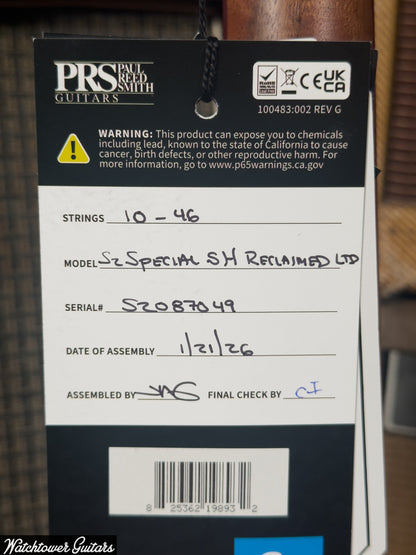 PRS PAUL REED SMITH
GUITARS
CE UK CA
100483:002 REV G
WARNING: This product can expose you to chemicals
including lead, known to the state of California to cause
cancer, birth defects, or other reproductive harm. For
more information, go to www.p65warnings.ca.gov
STRINGS 10-46
MODEL S2 SPECIAL SH RECLAIMED LTD
SERIAL# S2087049
DATE OF ASSEMBLY 1/21/26
ASSEMBLED BY
FINAL CHECK BY CI
8 25362 19893 2
Watchtower Guitars